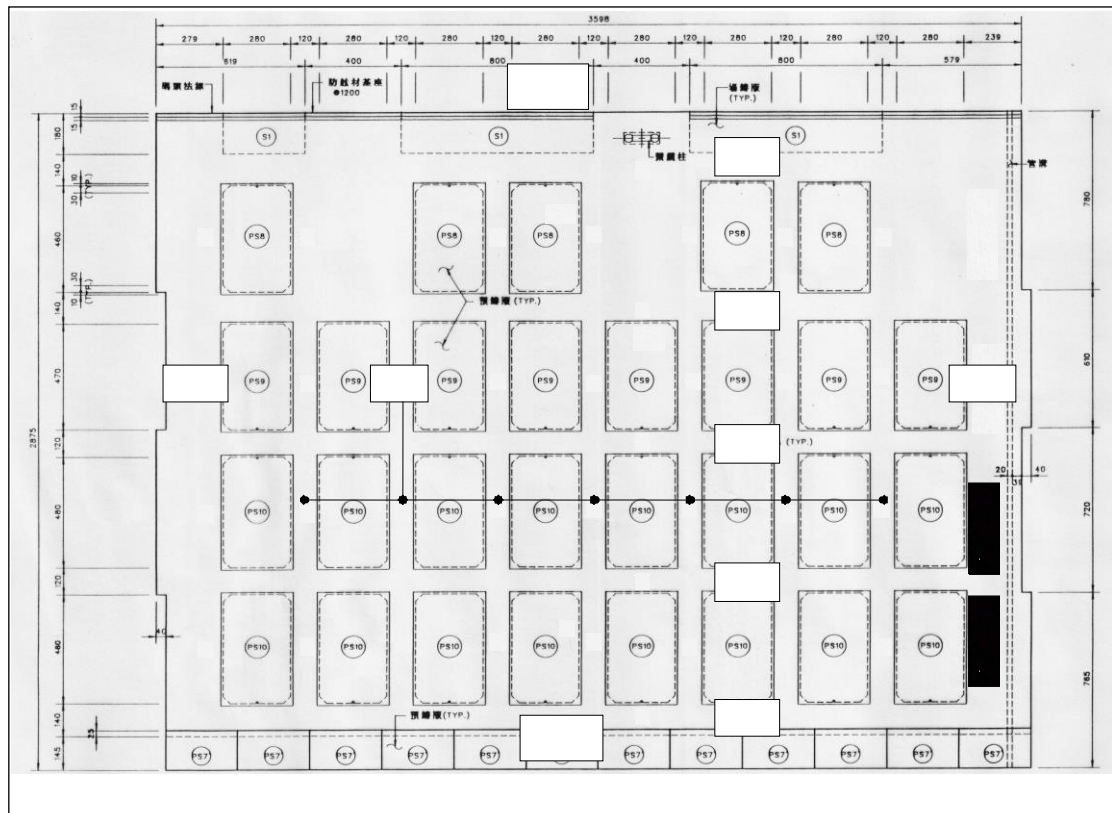 3598
279 280 120 280 120 280 280 120 280 120 280 120 280 120 280 239
619 400 800 400 800 579
碼頭法線
防舷材基座
@1200
邊鑄版
(TYP.)
S1 S1 S1
繫纜柱
管溝
15
15
180
140
10
30
(TYP.)
460
30
10
(TYP.)
140
470
120
480
120
480
140
25
145
2875
780
610
720
765
PS8 PS8 PS8 PS8 PS8
預鑄版(TYP.)
PS9 PS9 PS9 PS9 PS9 PS9 PS9 PS9
(TYP.)
20 40
PS10 PS10 PS10 PS10 PS10 PS10 PS10 PS10
40
PS10 PS10 PS10 PS10 PS10 PS10 PS10 PS10
預鑄版(TYP.)
PS7 PS7 PS7 PS7 PS7 PS7 PS7 PS7 PS7 PS7